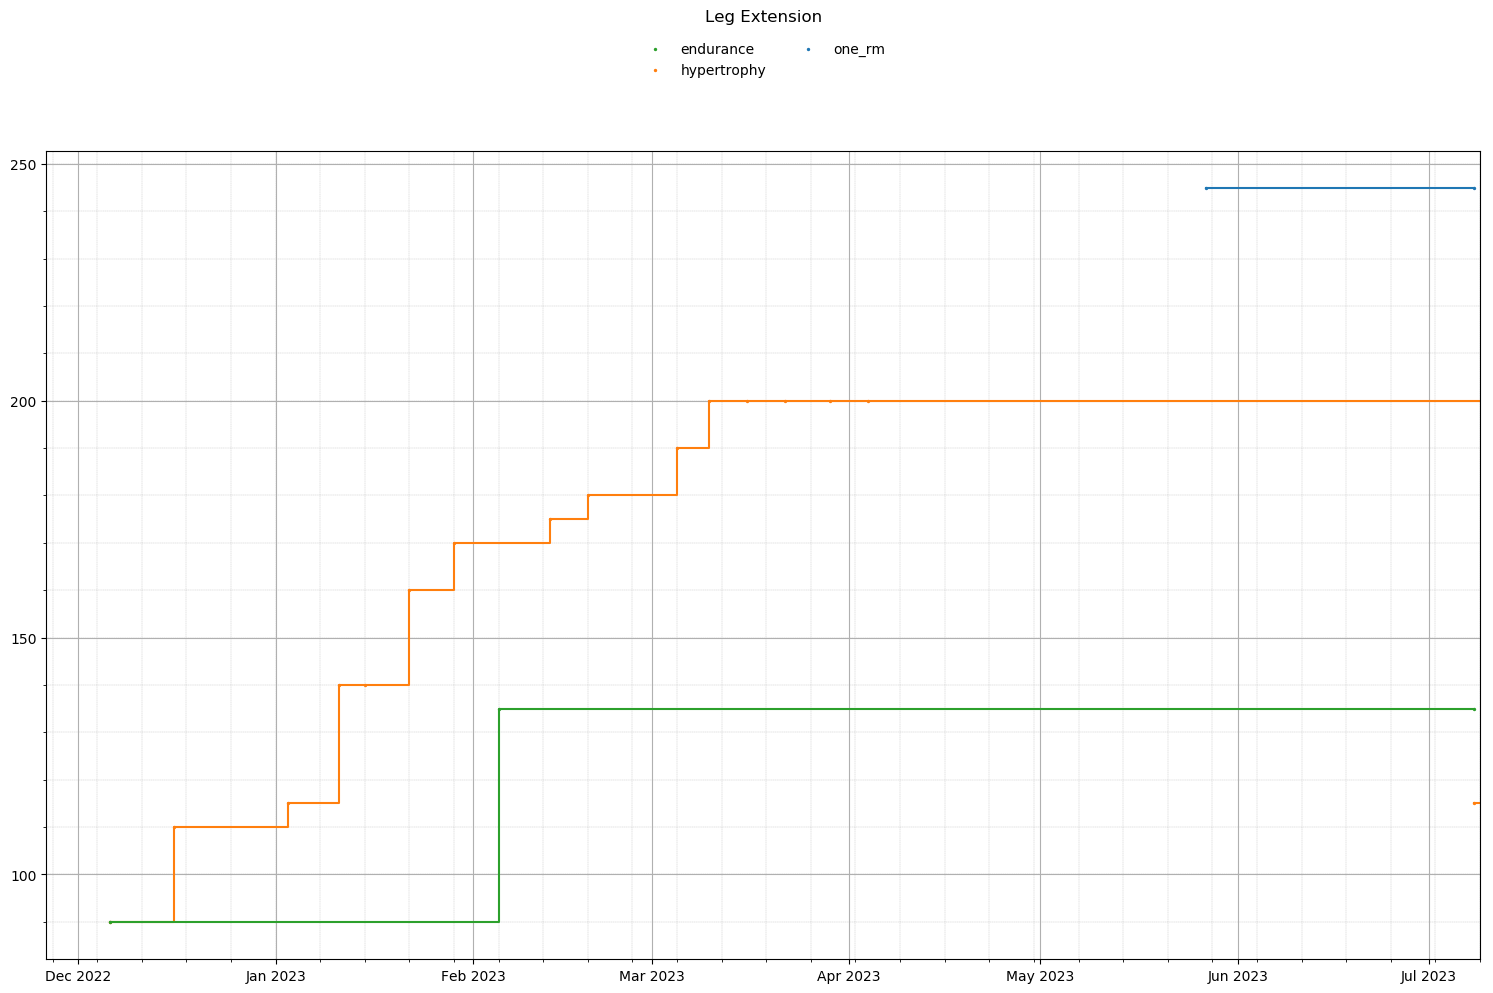 Leg Extension
endurance
one_rm
hypertrophy
250
200
150
100
Dec 2022
Jan 2023
Feb 2023
Mar 2023
Apr 2023
May 2023
Jun 2023
Jul 2023